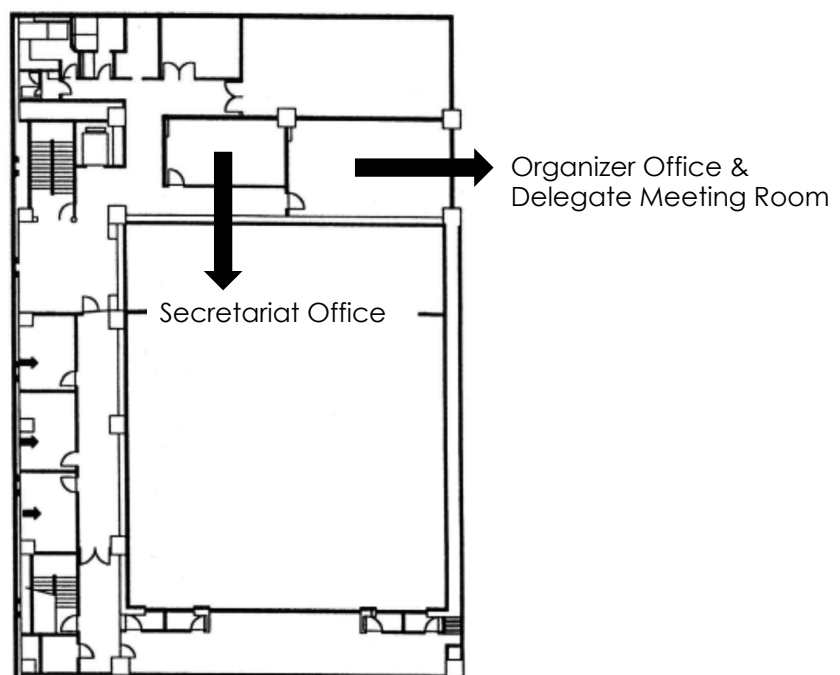 Organizer Office &
Delegate Meeting Room
Secretariat Office